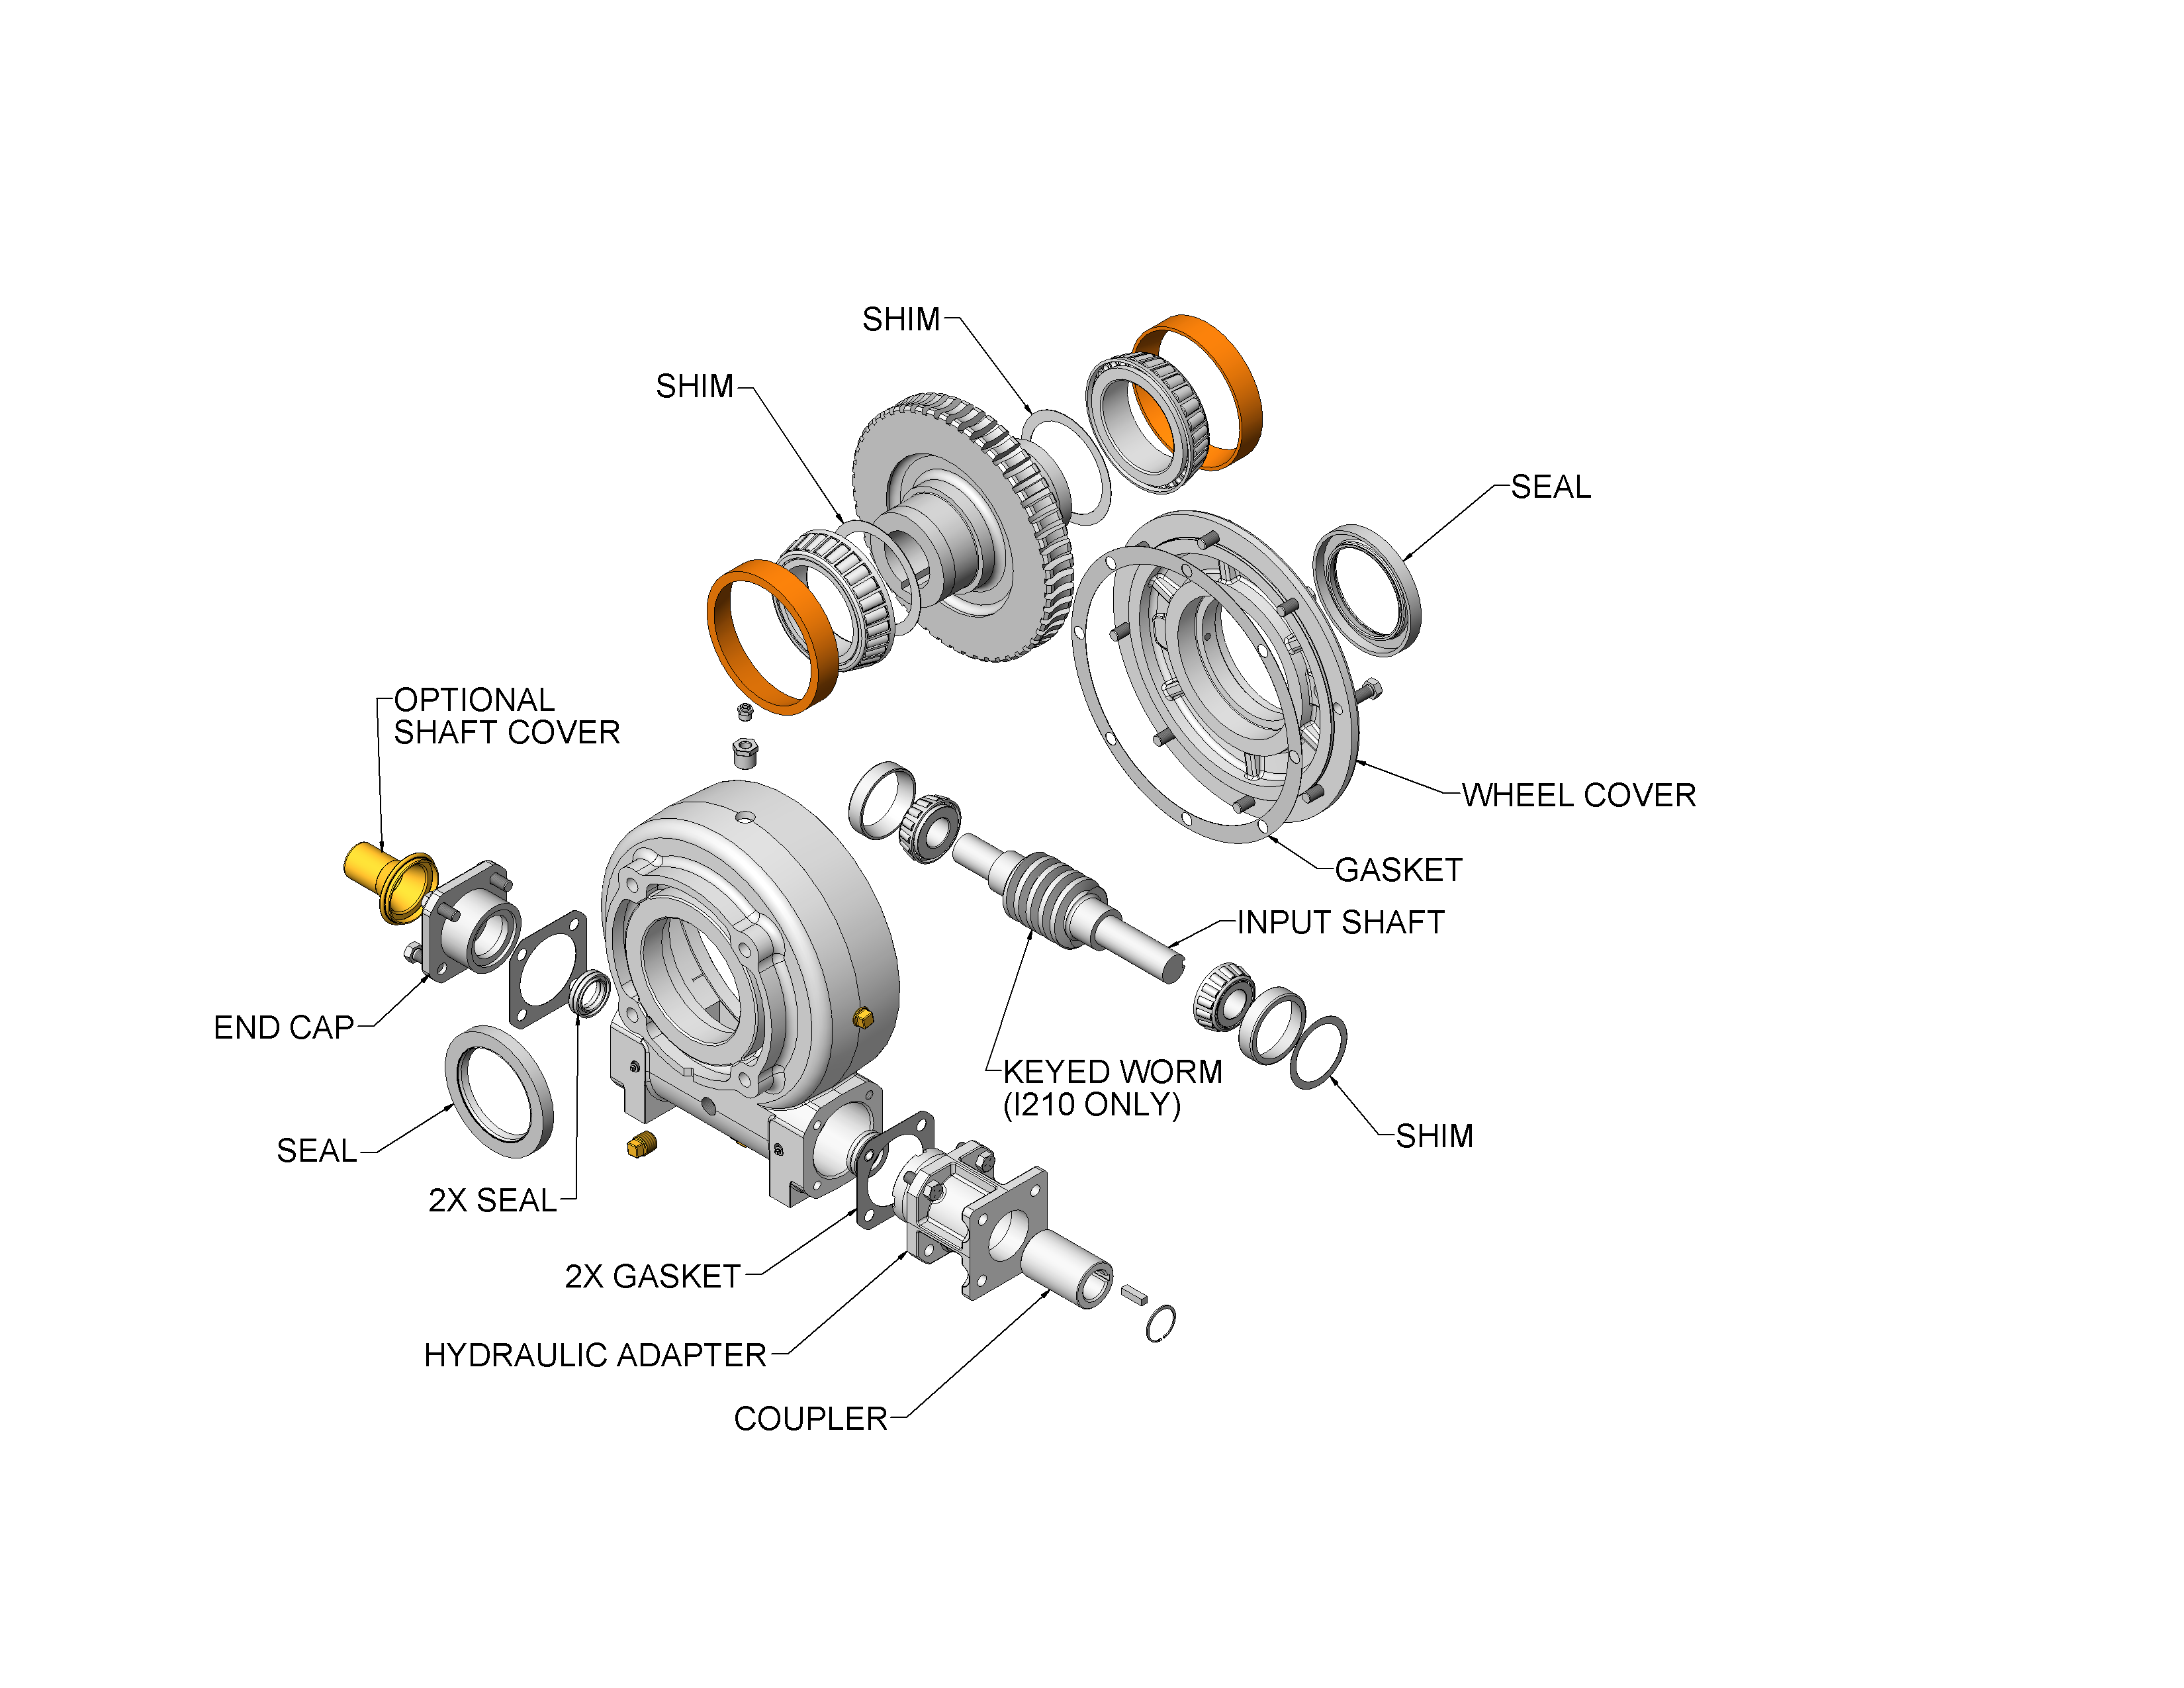 SHIM
SHIM
SEAL
OPTIONAL
SHAFT COVER
WHEEL COVER
GASKET
INPUT SHAFT
END CAP
KEYED WORM
(I210 ONLY)
SHIM
SEAL
2X SEAL
2X GASKET
HYDRAULIC ADAPTER
COUPLER